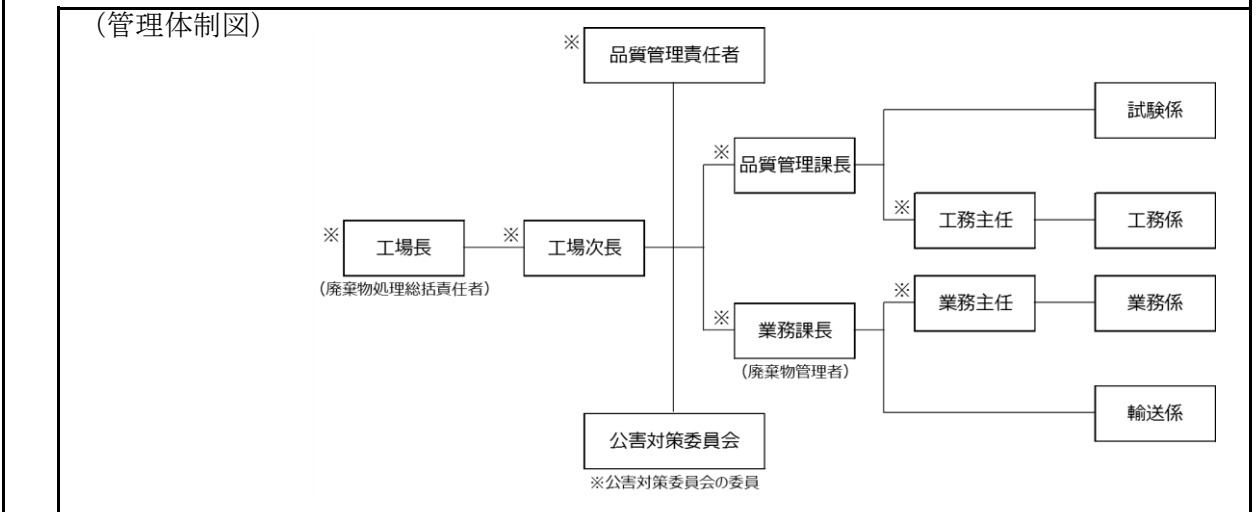 （管理体制図）
※ 品質管理責任者
試験係
※ 品質管理課長
※ 工務主任
工務係
※ 工場長
（廃棄物処理総括責任者）
※ 工場次長
※ 業務主任
業務係
※ 業務課長
（廃棄物管理者）
輸送係
公害対策委員会
※公害対策委員会の委員